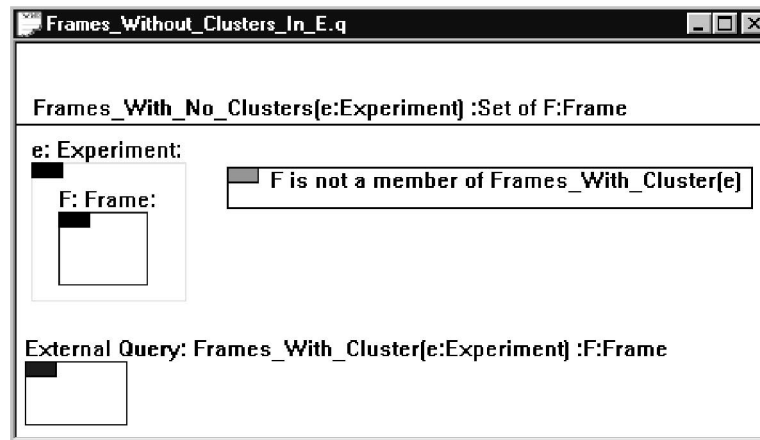 Frames_Without_Clusters_In_E.q
Frames_With_No_Clusters(e:Experiment) :Set of F:Frame
e: Experiment:
F is not a member of Frames_With_Cluster(e)
F: Frame:
External Query: Frames_With_Cluster(e:Experiment) :F:Frame